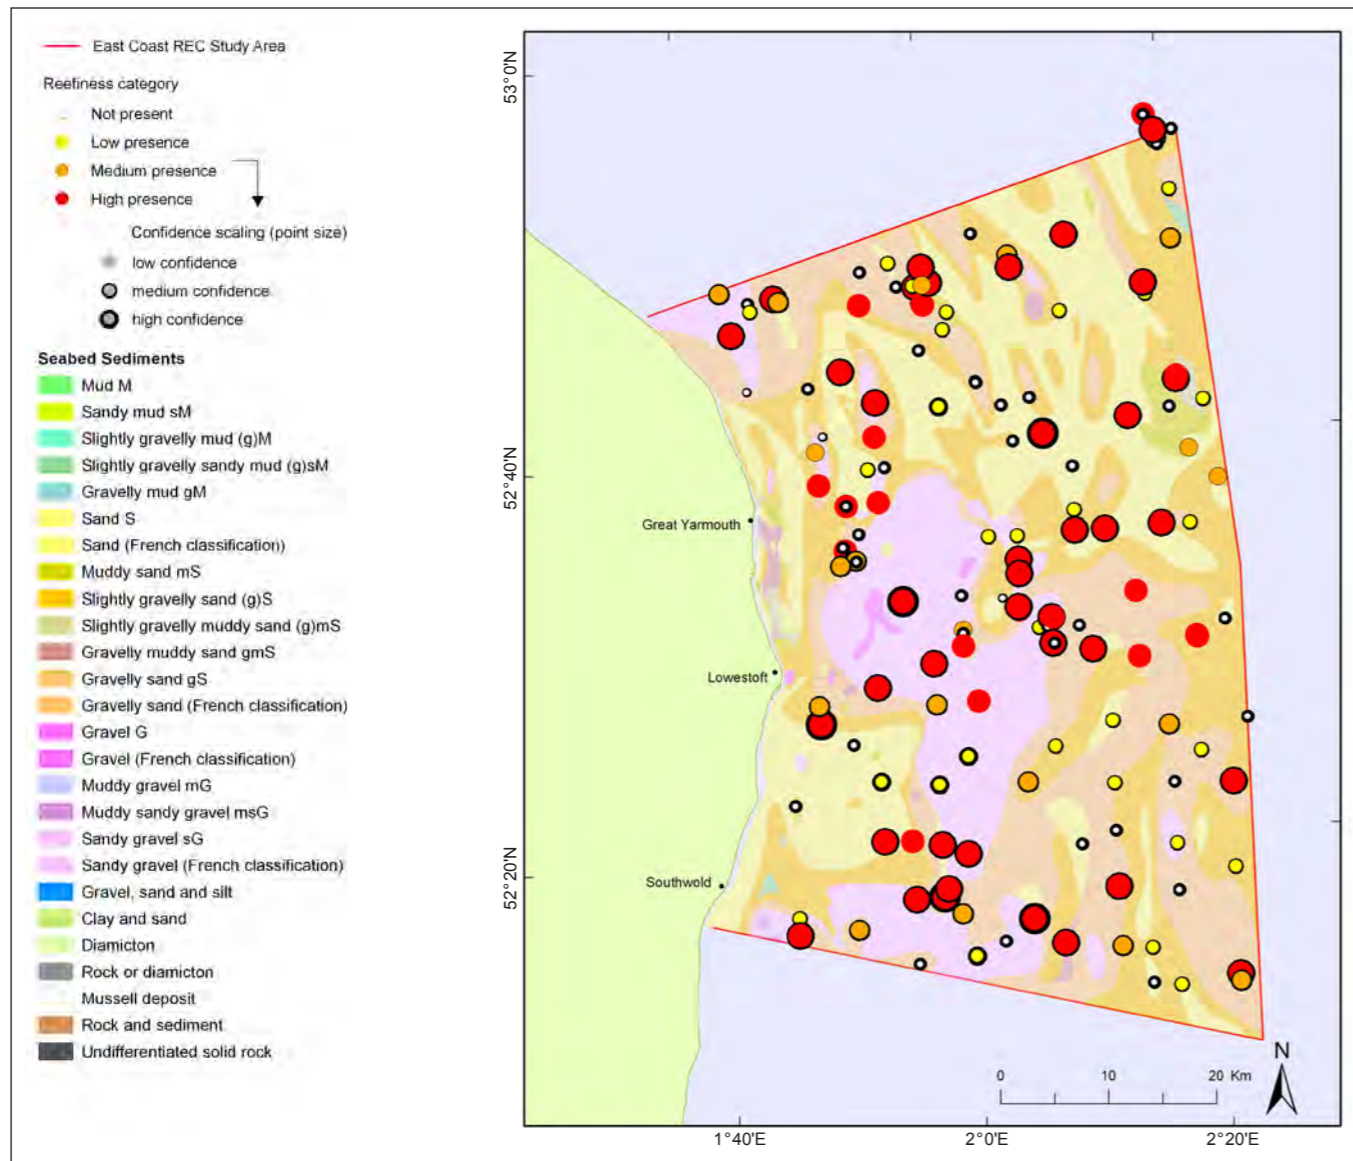 East Coast REC Study Area
Reefiness category
Not present
Low presence
Medium presence
High presence
Confidence scaling (point size)
low confidence
medium confidence
high confidence
Seabed Sediments
Mud M
Sandy mud sM
Slightly gravelly mud (g)M
Slightly gravelly sandy mud (g)sM
Gravelly mud gM
Sand S
Sand (French classification)
Muddy sand mS
Slightly gravelly sand (g)S
Slightly gravelly muddy sand (g)mS
Gravelly muddy sand gmS
Gravelly sand gS
Gravelly sand (French classification)
Gravel G
Gravel (French classification)
Muddy gravel mG
Muddy sandy gravel msG
Sandy gravel sG
Sandy gravel (French classification)
Gravel, sand and silt
Clay and sand
Diamicton
Rock or diamicton
Mussell deposit
Rock and sediment
Undifferentiated solid rock
53°0'N
52°40'N
52°20'N
Great Yarmouth
Lowestoft
Southwold
N
0 10 20 Km
1°40'E 2°0'E 2°20'E